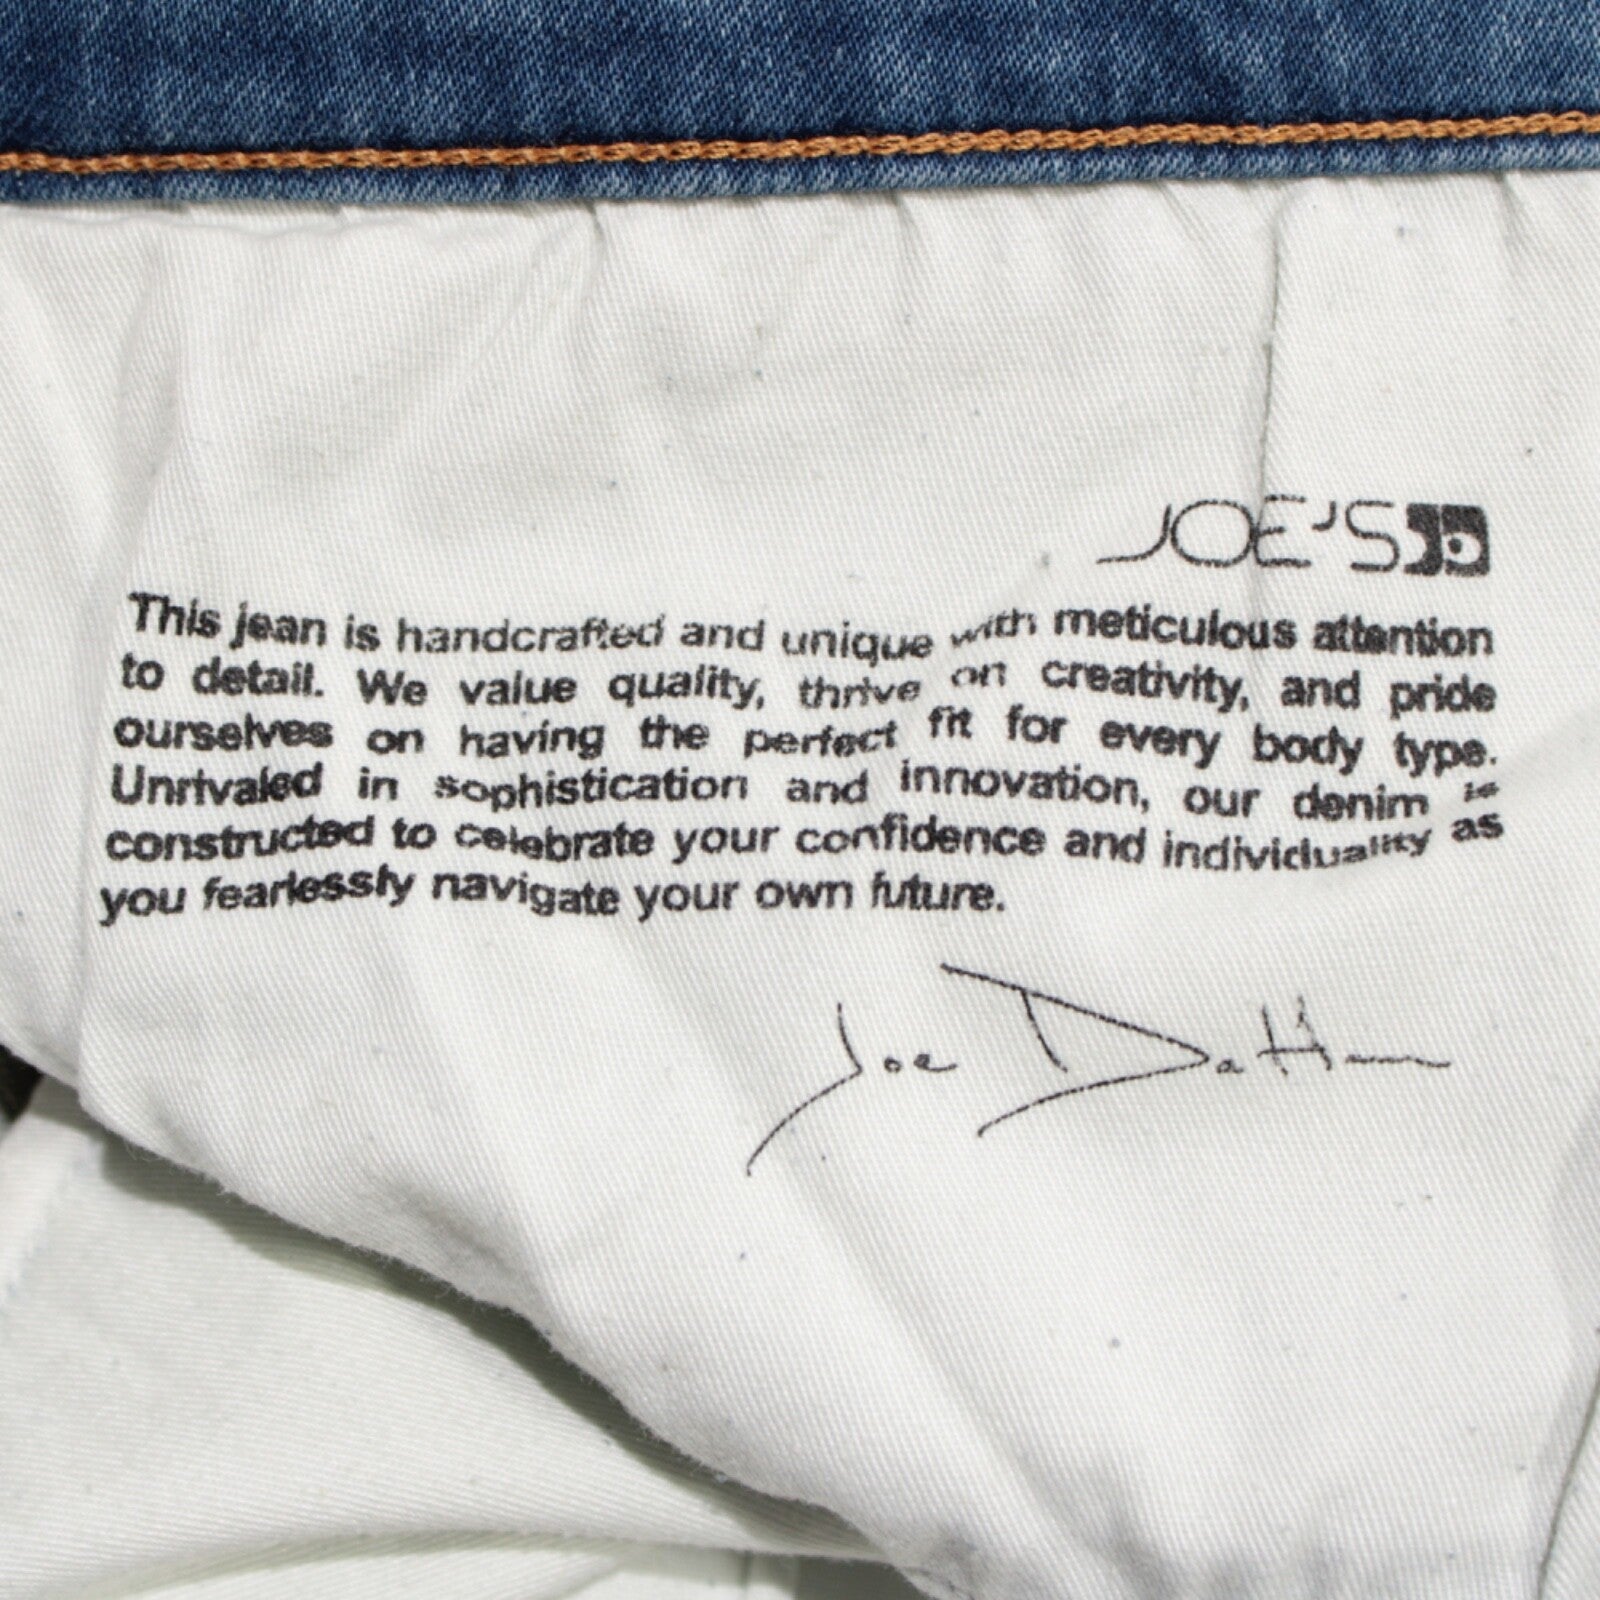 JOE'S
This jean is handcrafted and unique with meticulous attention
to detail. We value quality, thrive on creativity, and pride
ourselves on having the perfect fit for every body type.
Unrivaled in sophistication and innovation, our denim is
constructed to celebrate your confidence and individuality as
you fearlessly navigate your own future.
Joe Dahan